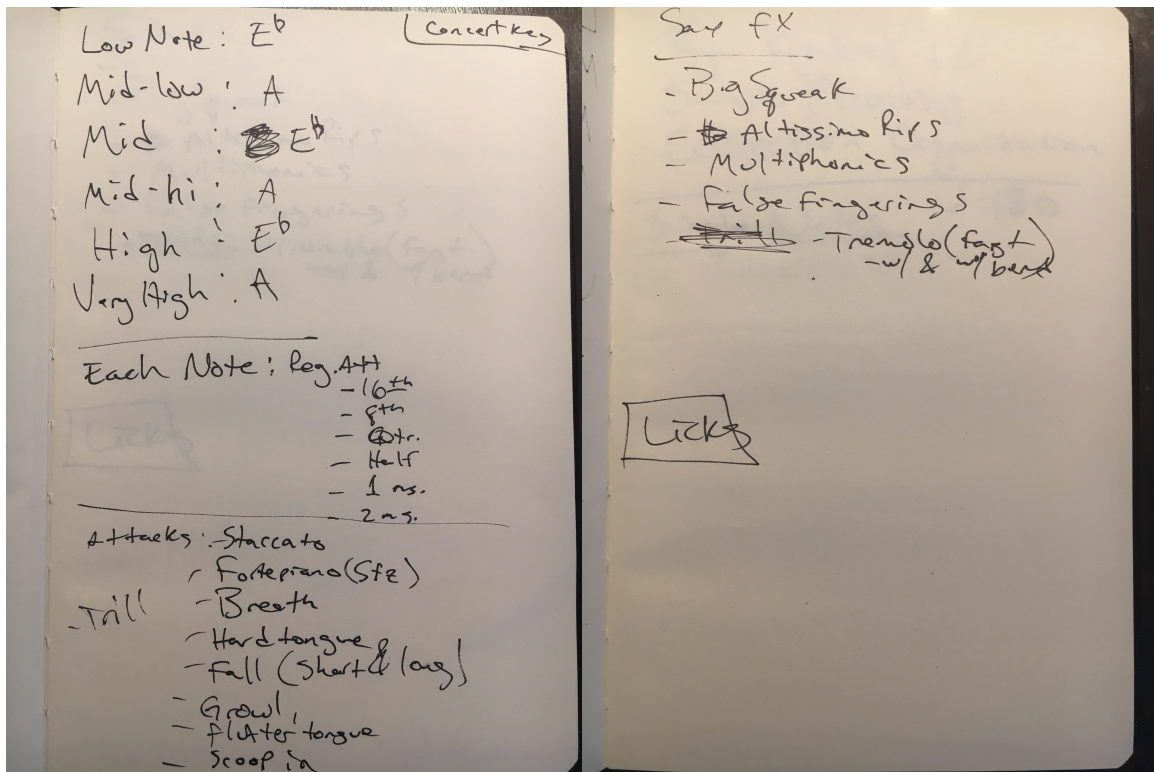 Low Note : E♭
Concert Key
Mid-low : A
Mid : E♭
Mid-hi : A
High : E♭
Very High : A
Each Note : Reg. Att
- 16th
- 8th
- Qtr.
- Half
- 1 ms.
- 2 ms.
Attacks : - Staccato
- Fortepiano (Sfz)
- Breath
- Trill
- Hard tongue
- Fall (Short & long)
- Growl
- flutter tongue
- Scoop in
Sax FX
- Big Squeak
- Altissimo Rips
- Multiphonics
- False fingerings
- Trill - Tremolo (fast)
- w/ & w/ bend
Licks